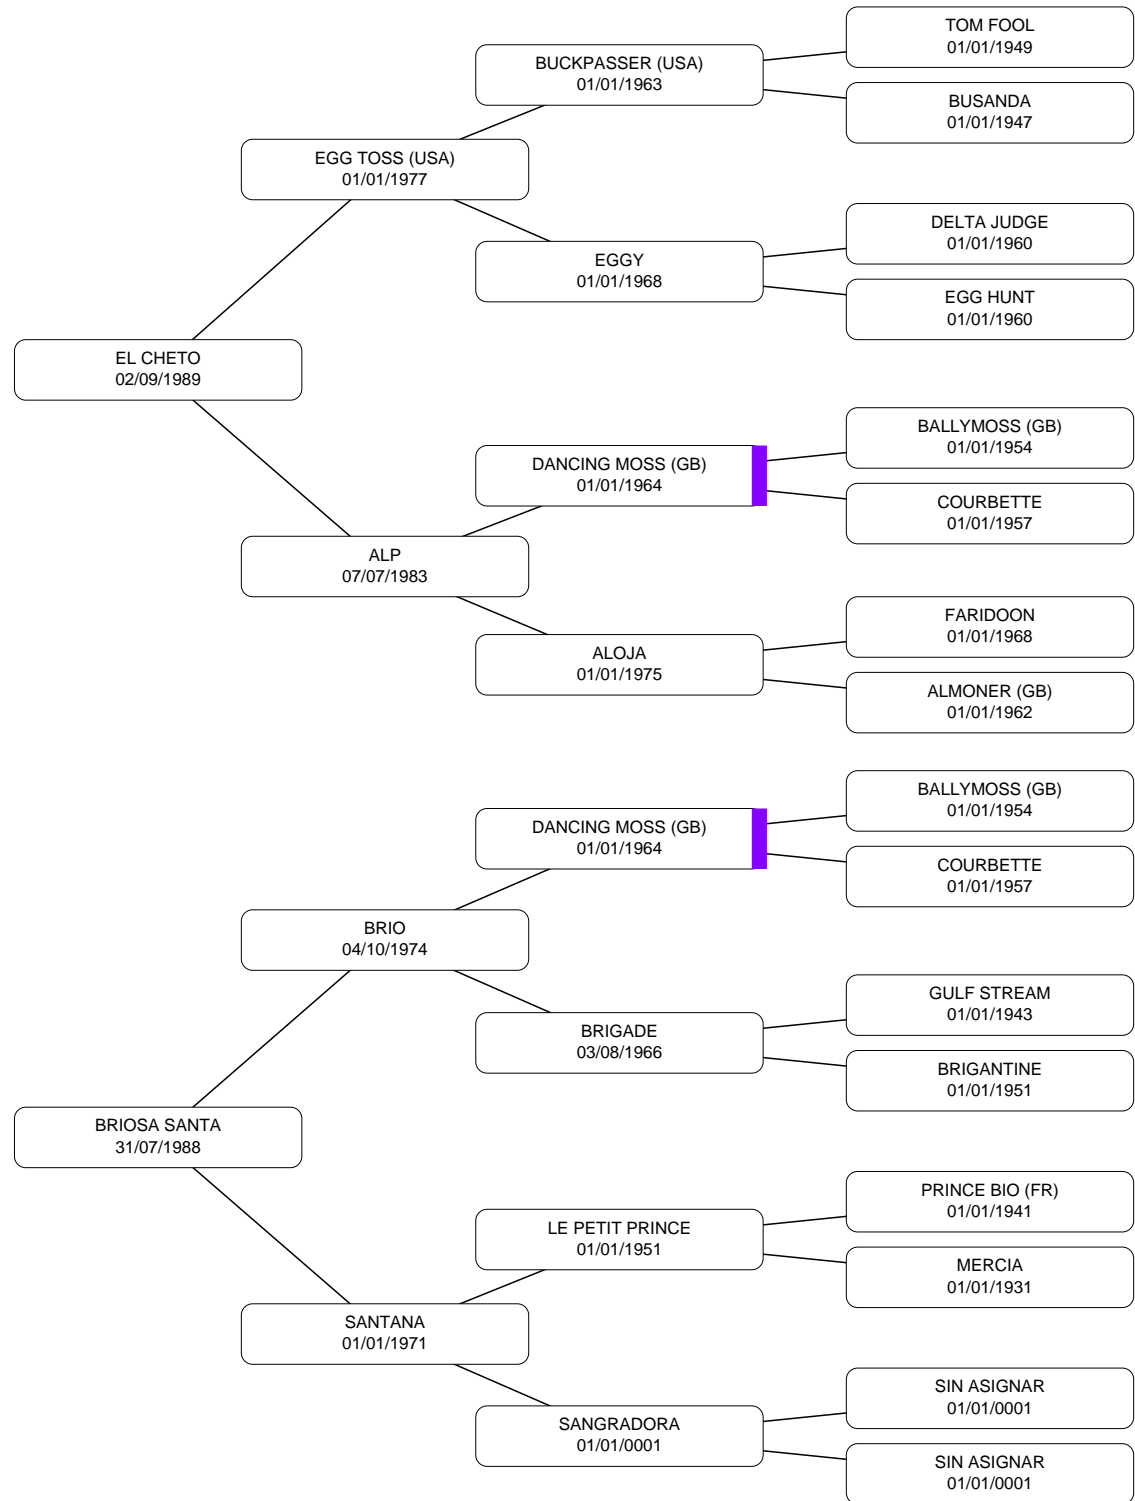 TOM FOOL
01/01/1949
BUCKPASSER (USA)
01/01/1963
BUSANDA
01/01/1947
EGG TOSS (USA)
01/01/1977
DELTA JUDGE
01/01/1960
EGGY
01/01/1968
EGG HUNT
01/01/1960
EL CHETO
02/09/1989
BALLYMOSS (GB)
01/01/1954
DANCING MOSS (GB)
01/01/1964
COURBETTE
01/01/1957
ALP
07/07/1983
FARIDOON
01/01/1968
ALOJA
01/01/1975
ALMONER (GB)
01/01/1962
BALLYMOSS (GB)
01/01/1954
DANCING MOSS (GB)
01/01/1964
COURBETTE
01/01/1957
BRIO
04/10/1974
GULF STREAM
01/01/1943
BRIGADE
03/08/1966
BRIGANTINE
01/01/1951
BRIOSA SANTA
31/07/1988
PRINCE BIO (FR)
01/01/1941
LE PETIT PRINCE
01/01/1951
MERCIA
01/01/1931
SANTANA
01/01/1971
SIN ASIGNAR
01/01/0001
SANGRADORA
01/01/0001
SIN ASIGNAR
01/01/0001